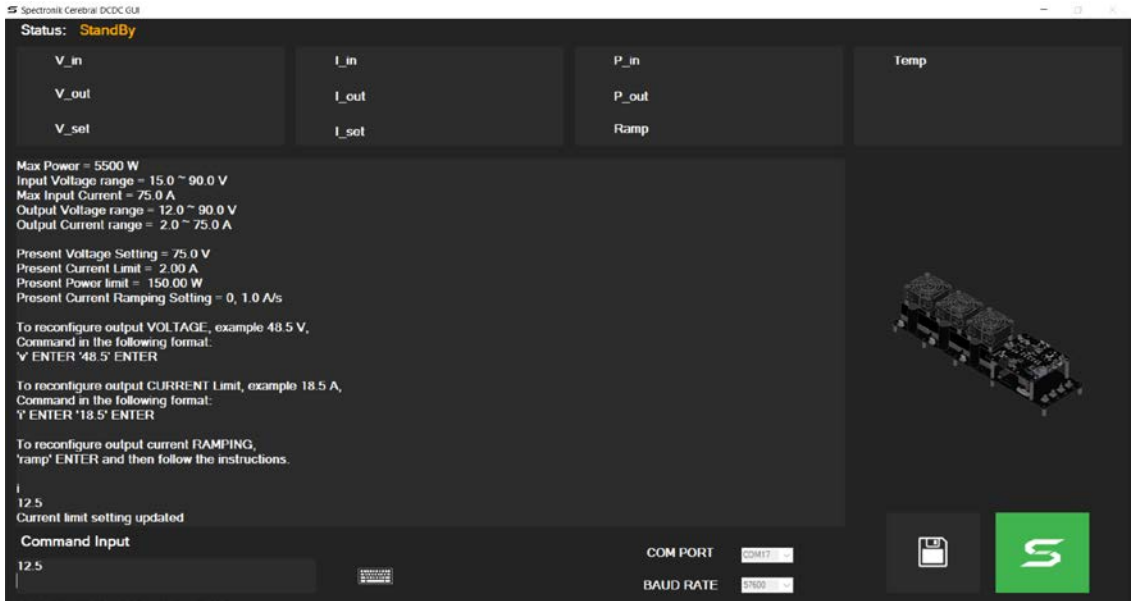 Spectronik Cerebral DCDC GUI
Status: StandBy
V_in I_in P_in Temp
V_out I_out P_out
V_set I_set Ramp
Max Power = 5500 W
Input Voltage range = 15.0 ~ 90.0 V
Max Input Current = 75.0 A
Output Voltage range = 12.0 ~ 90.0 V
Output Current range =  2.0 ~ 75.0 A
Present Voltage Setting = 75.0 V
Present Current Limit =  2.00 A
Present Power limit =  150.00 W
Present Current Ramping Setting = 0, 1.0 A/s
To reconfigure output VOLTAGE, example 48.5 V,
Command in the following format:
'v' ENTER '48.5' ENTER
To reconfigure output CURRENT Limit, example 18.5 A,
Command in the following format:
'i' ENTER '18.5' ENTER
To reconfigure output current RAMPING,
'ramp' ENTER and then follow the instructions.
i
12.5
Current limit setting updated
Command Input
12.5
COM PORT COM17
BAUD RATE 57600